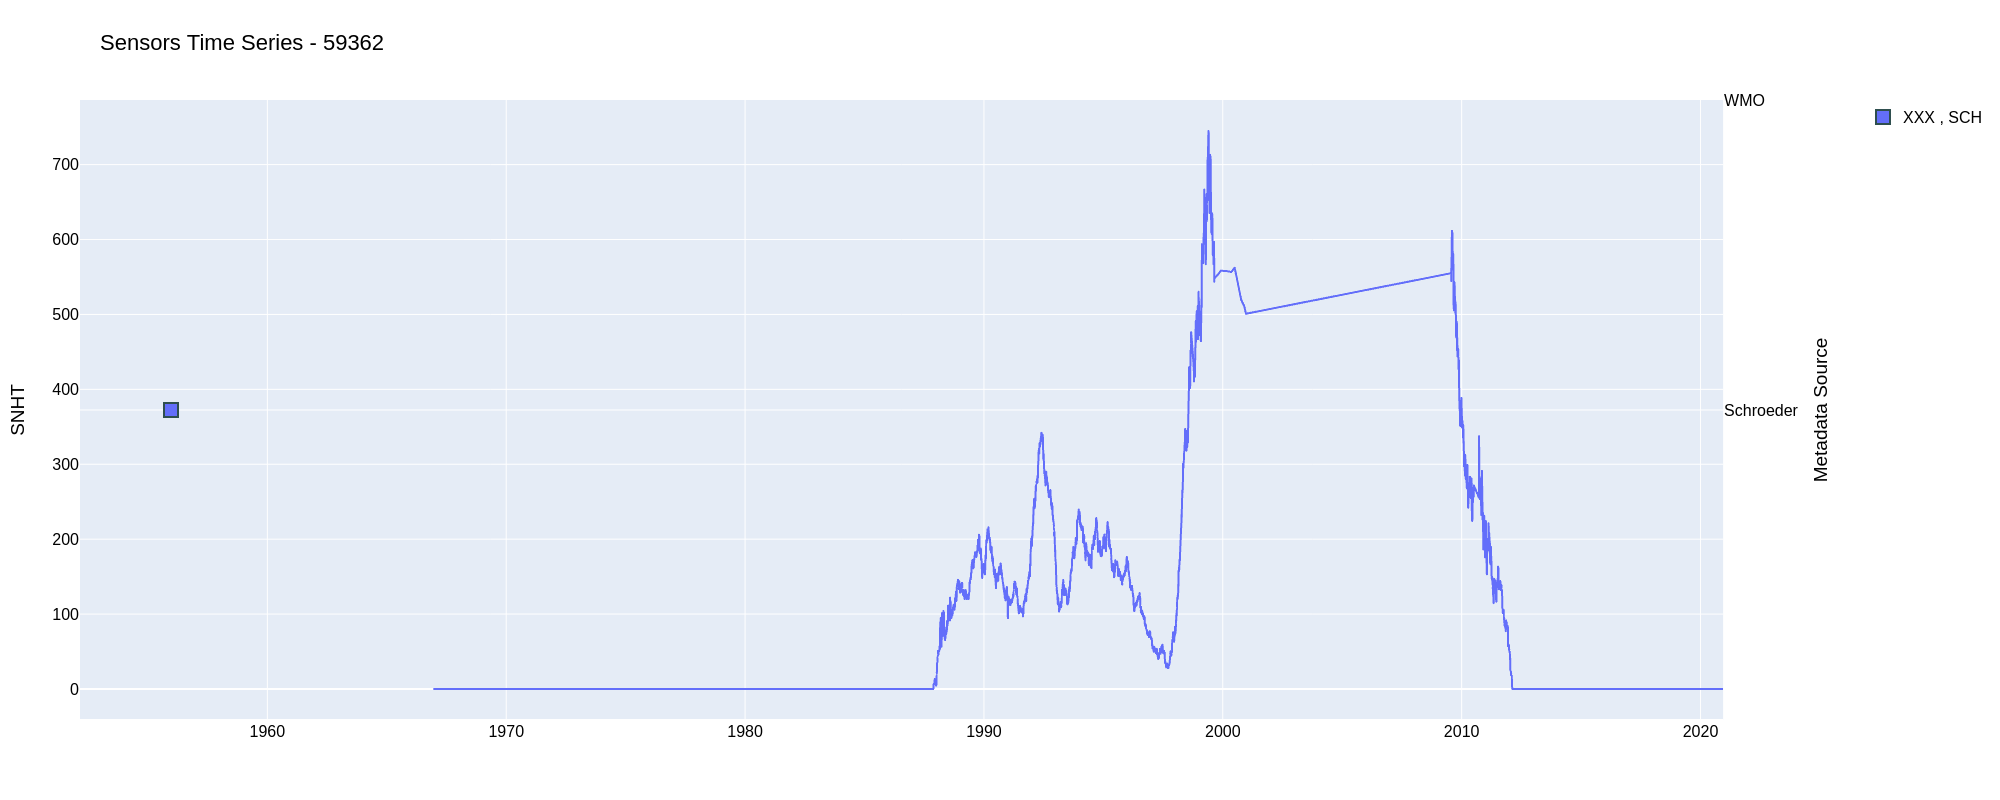 Sensors Time Series - 59362
WMO
XXX , SCH
700
600
500
400
300
200
100
0
SNHT
Schroeder
Metadata Source
1960
1970
1980
1990
2000
2010
2020